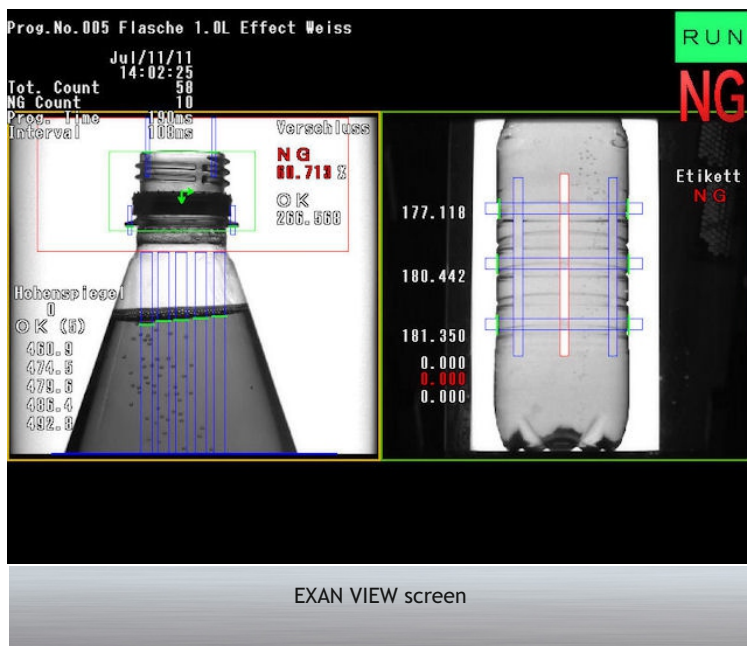 Prog.No.005 Flasche 1.0L Effect Weiss
RUN
Jul/11/11
14:02:25
Tot. Count 58
NG Count 10
Prog. Time 190ms
Interval 108ms
NG
Verschluss
NG
%
OK
266.568
Hohenspiegel
0
OK (5)
460.9
474.5
479.6
486.4
492.8
177.118
180.442
181.350
0.000
0.000
0.000
Etikett
NG
EXAN VIEW screen